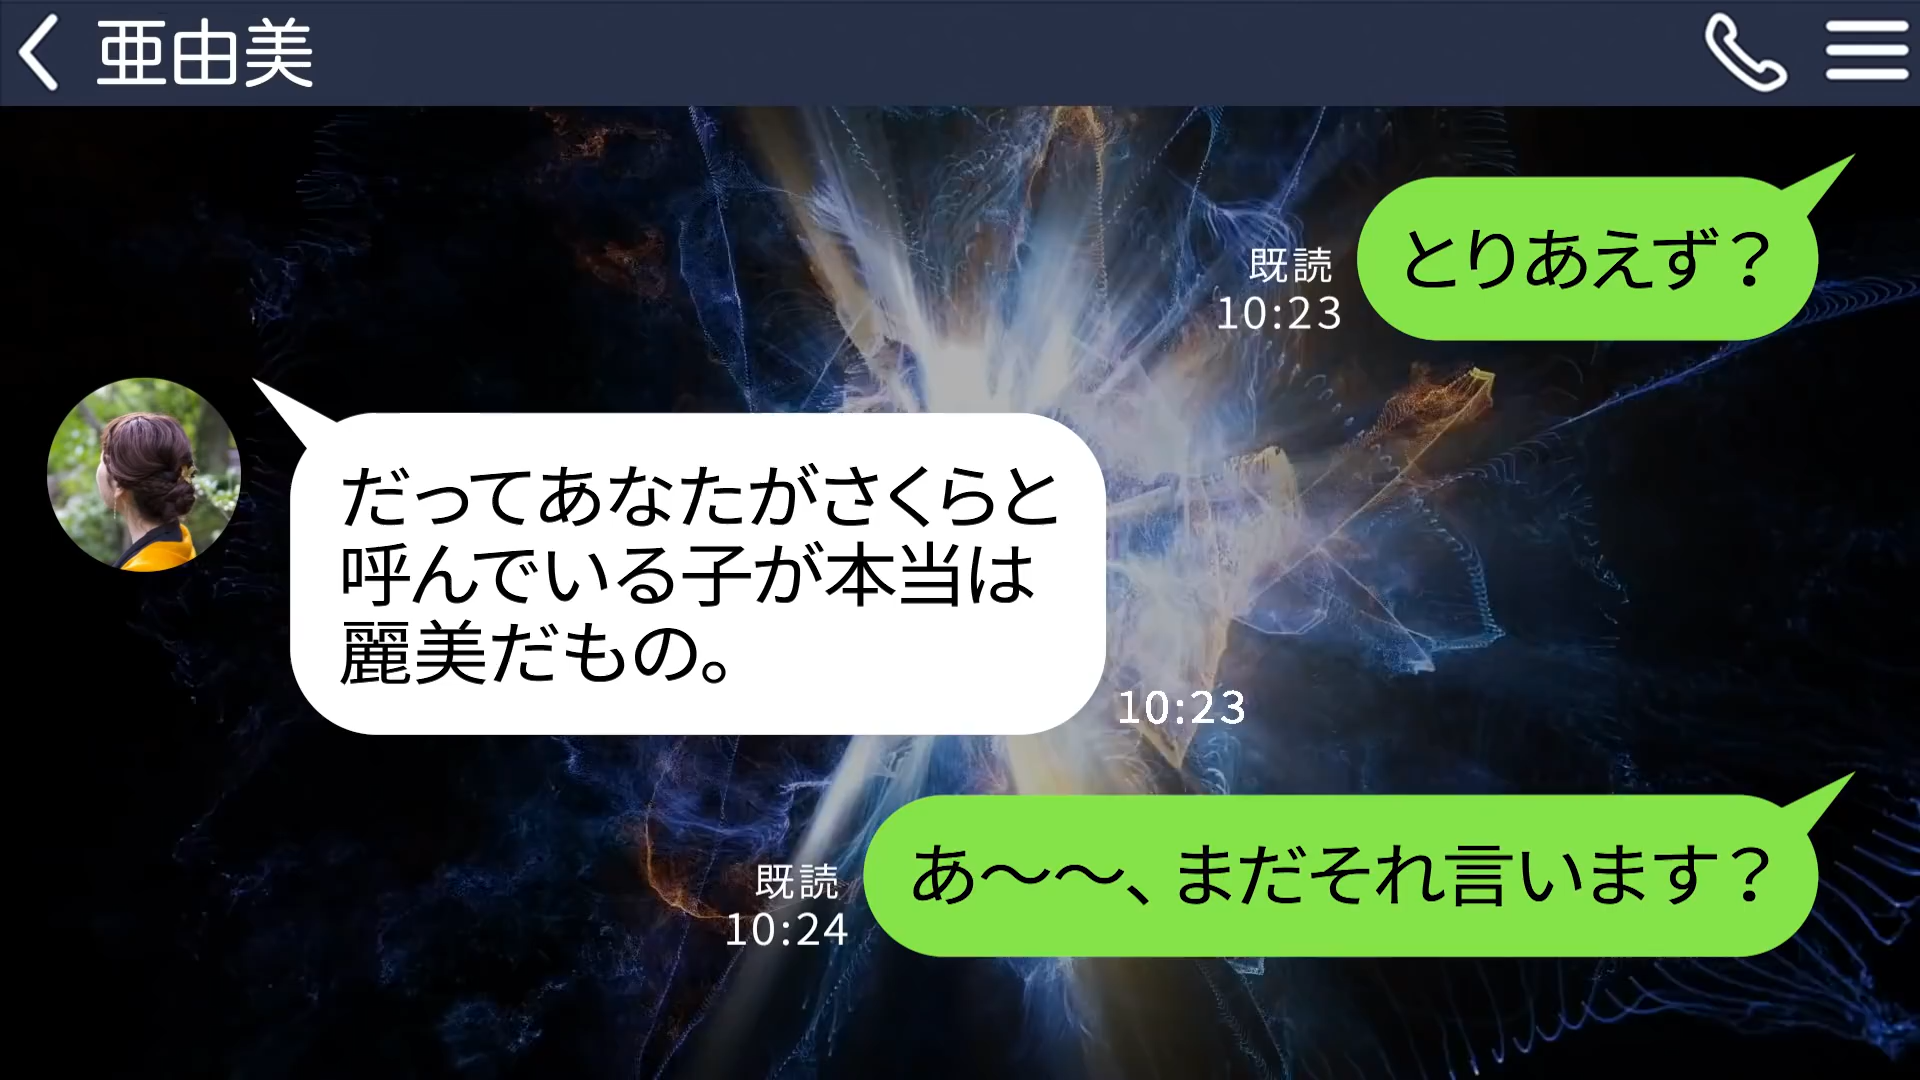 亜由美
とりあえず？
既読
10:23
だってあなたがさくらと
呼んでいる子が本当は
麗美だもの。
10:23
あ〜〜、まだそれ言います？
既読
10:24